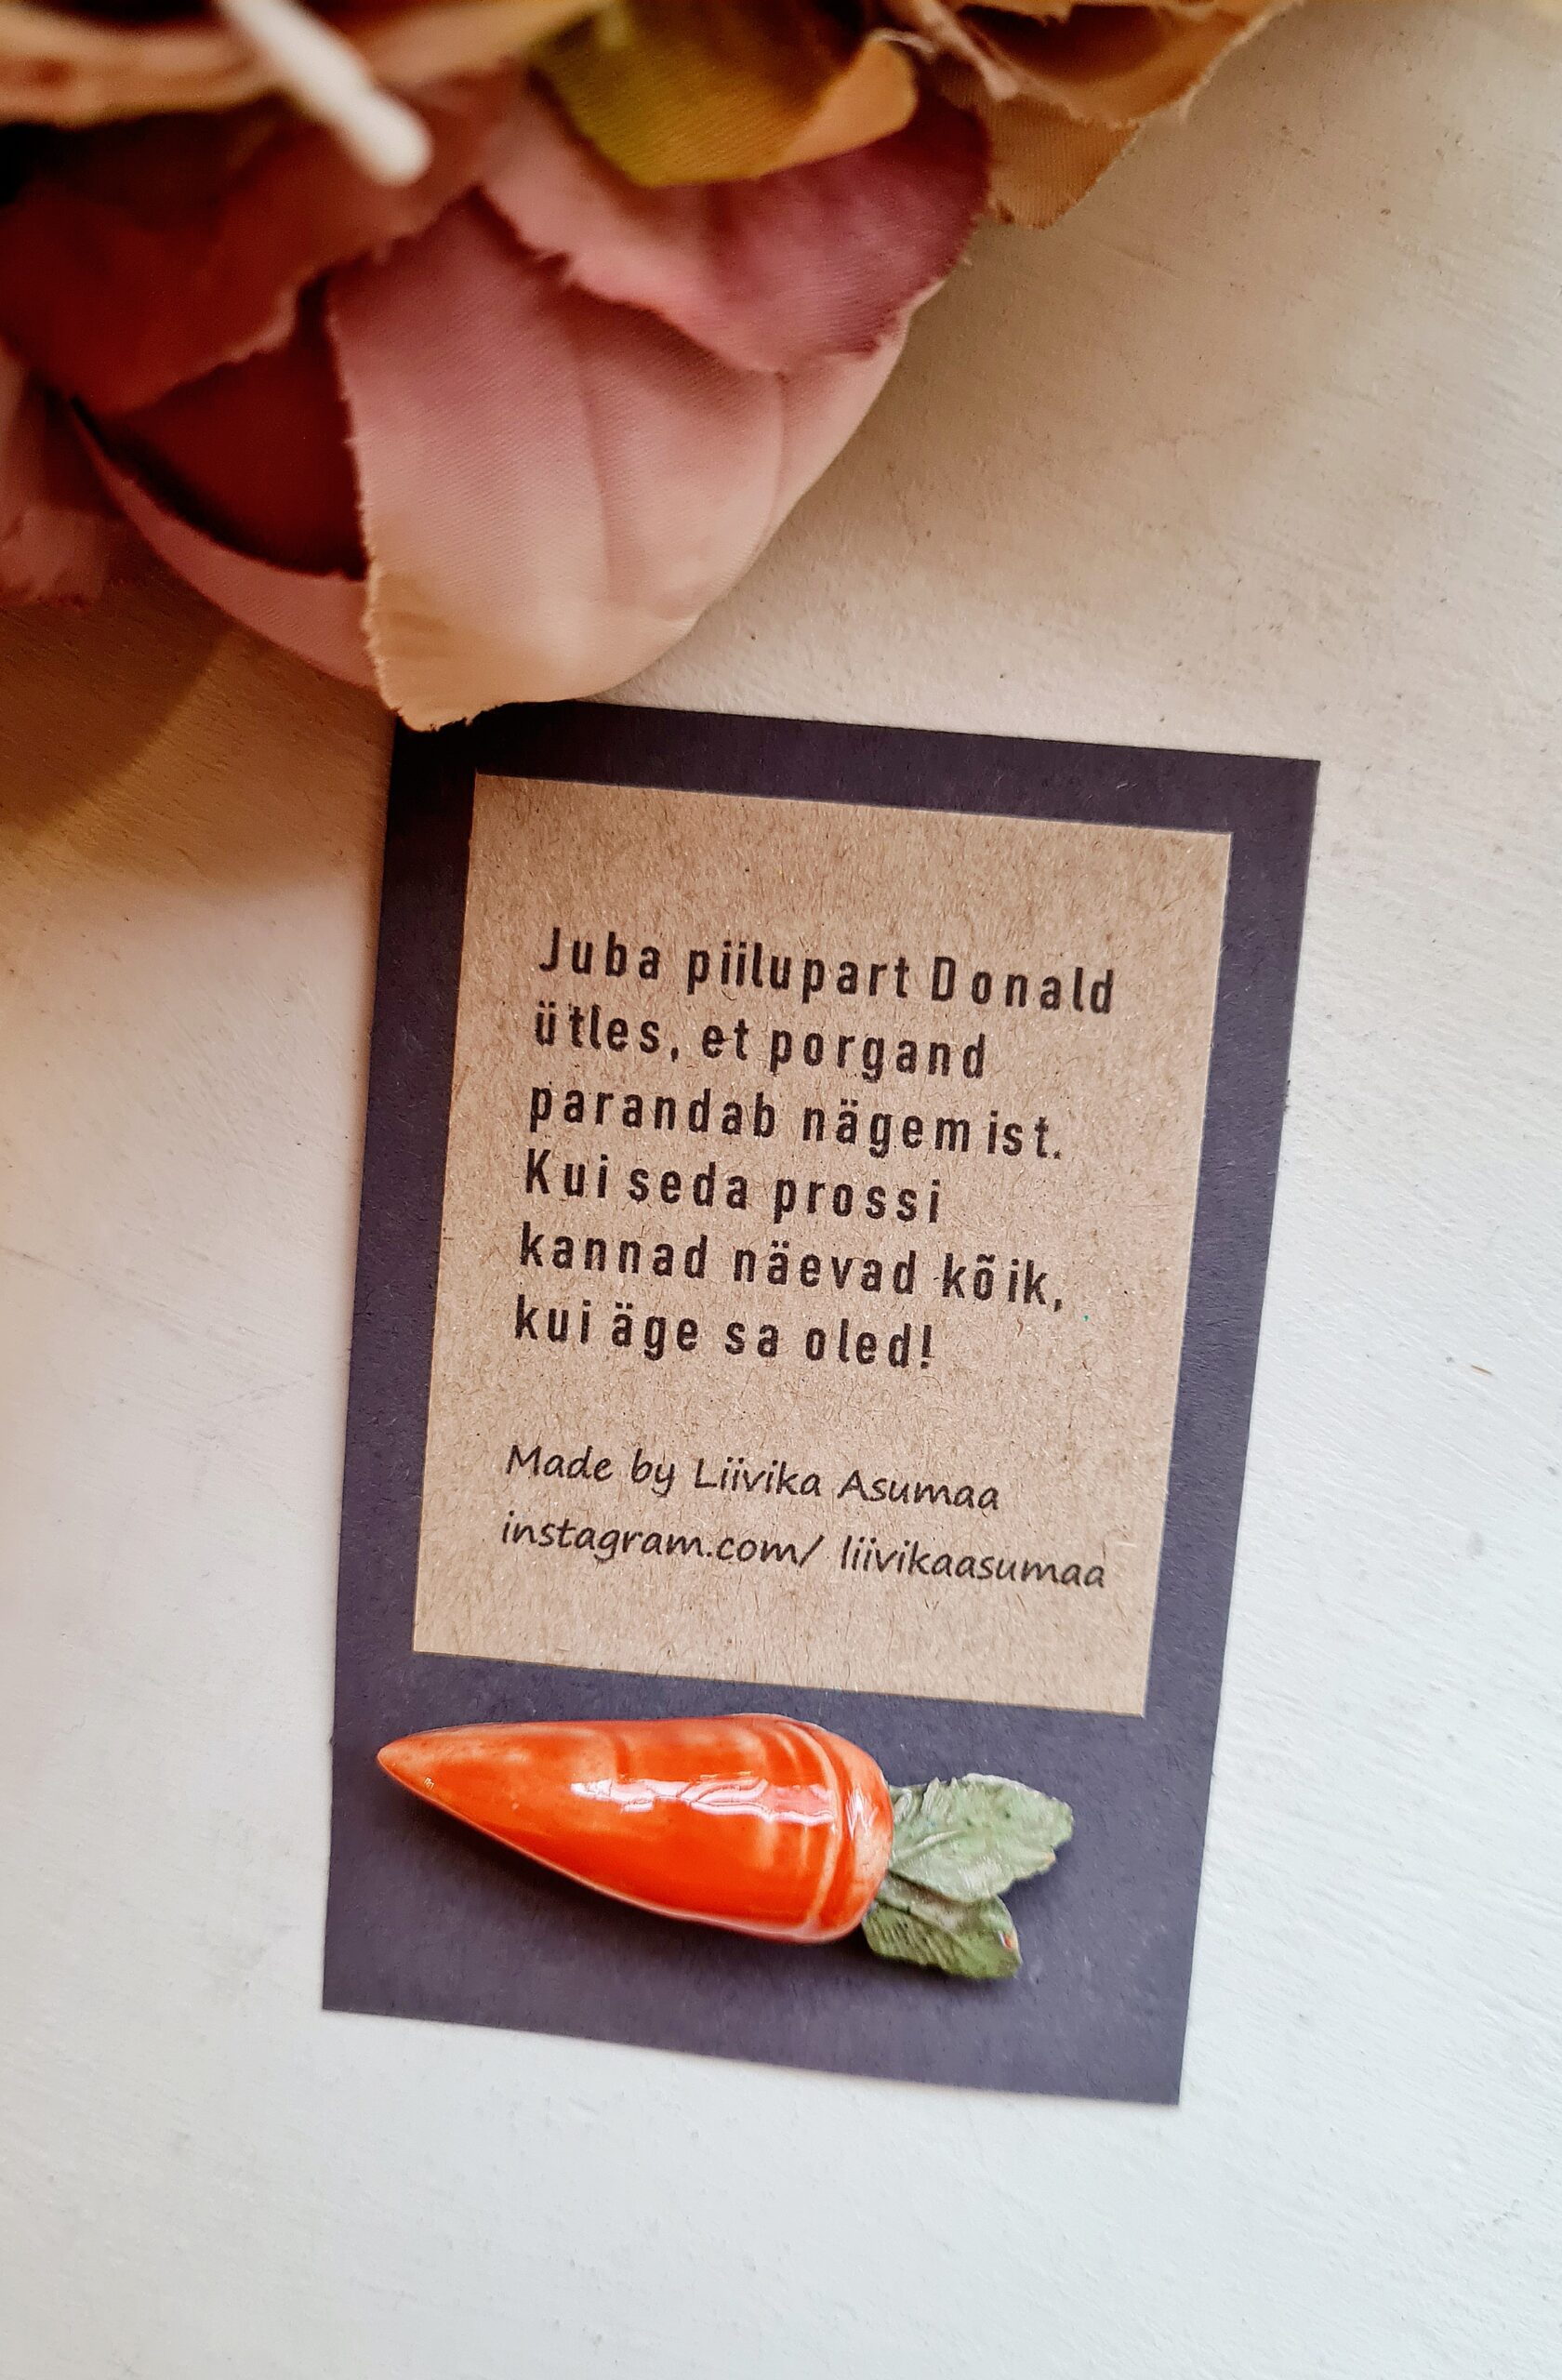 Juba piilupart Donald
ütles, et porgand
parandab nägemist.
Kui seda prossi
kannad näevad kõik,
kui äge sa oled!
Made by Liivika Asumaa
instagram.com/ liivikaasumaa